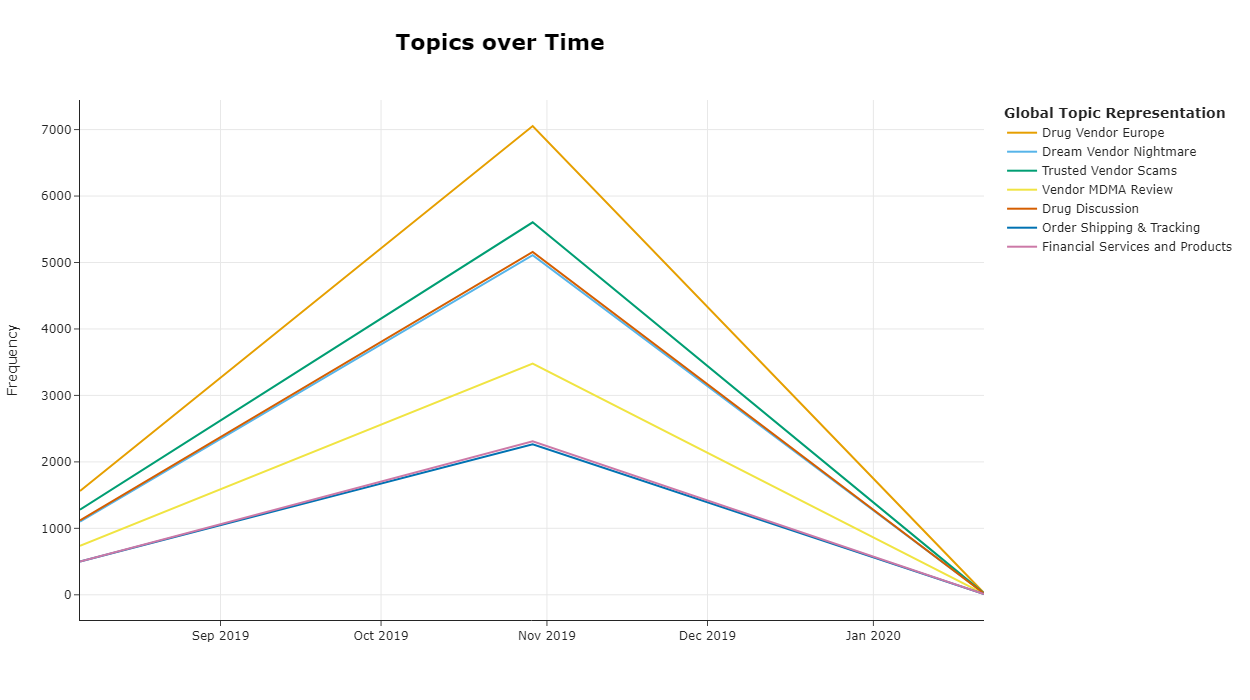 Topics over Time
Global Topic Representation
Drug Vendor Europe
Dream Vendor Nightmare
Trusted Vendor Scams
Vendor MDMA Review
Drug Discussion
Order Shipping & Tracking
Financial Services and Products
Frequency
7000
6000
5000
4000
3000
2000
1000
0
Sep 2019
Oct 2019
Nov 2019
Dec 2019
Jan 2020